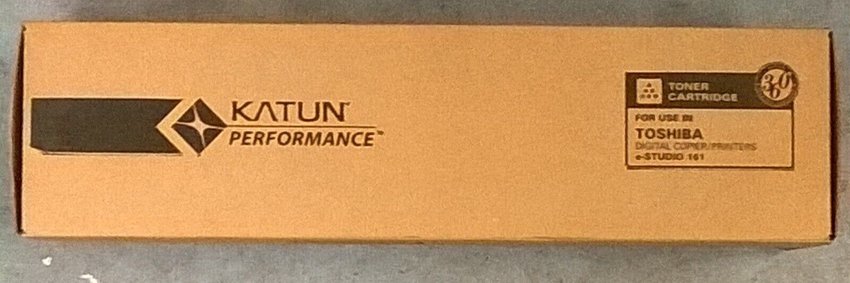 KATUN
PERFORMANCE™
TONER
CARTRIDGE
360
FOR USE IN
TOSHIBA
DIGITAL COPIER/PRINTERS
e-STUDIO 161